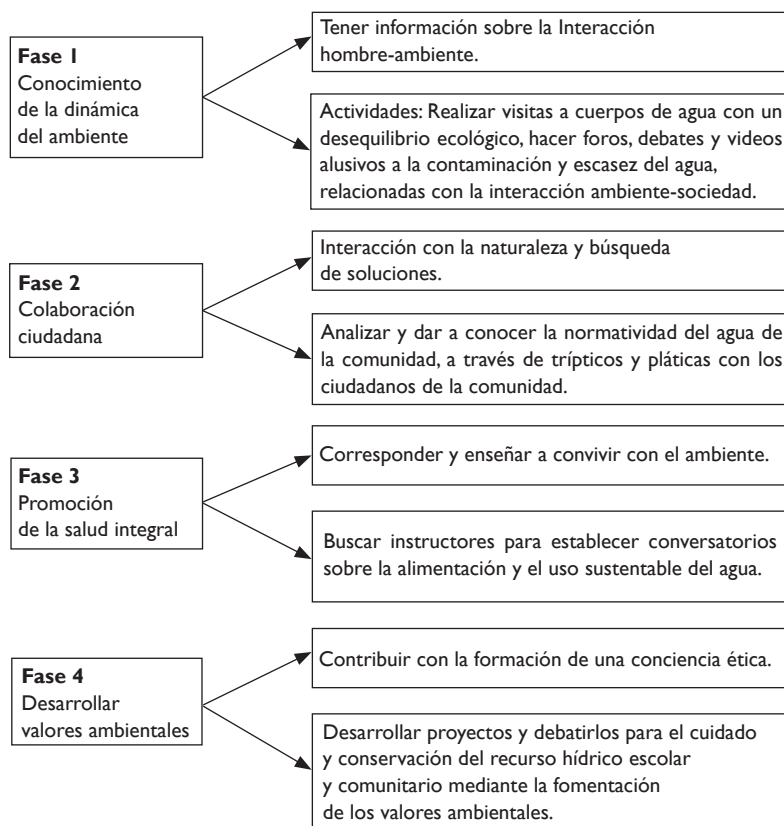 Fase 1
Conocimiento
de la dinámica
del ambiente
Tener información sobre la Interacción
hombre-ambiente.
Actividades: Realizar visitas a cuerpos de agua con un
desequilibrio ecológico, hacer foros, debates y videos
alusivos a la contaminación y escasez del agua,
relacionadas con la interacción ambiente-sociedad.
Fase 2
Colaboración
ciudadana
Interacción con la naturaleza y búsqueda
de soluciones.
Analizar y dar a conocer la normatividad del agua de
la comunidad, a través de trípticos y pláticas con los
ciudadanos de la comunidad.
Fase 3
Promoción
de la salud integral
Corresponder y enseñar a convivir con el ambiente.
Buscar instructores para establecer conversatorios
sobre la alimentación y el uso sustentable del agua.
Fase 4
Desarrollar
valores ambientales
Contribuir con la formación de una conciencia ética.
Desarrollar proyectos y debatirlos para el cuidado
y conservación del recurso hídrico escolar
y comunitario mediante la fomentación
de los valores ambientales.